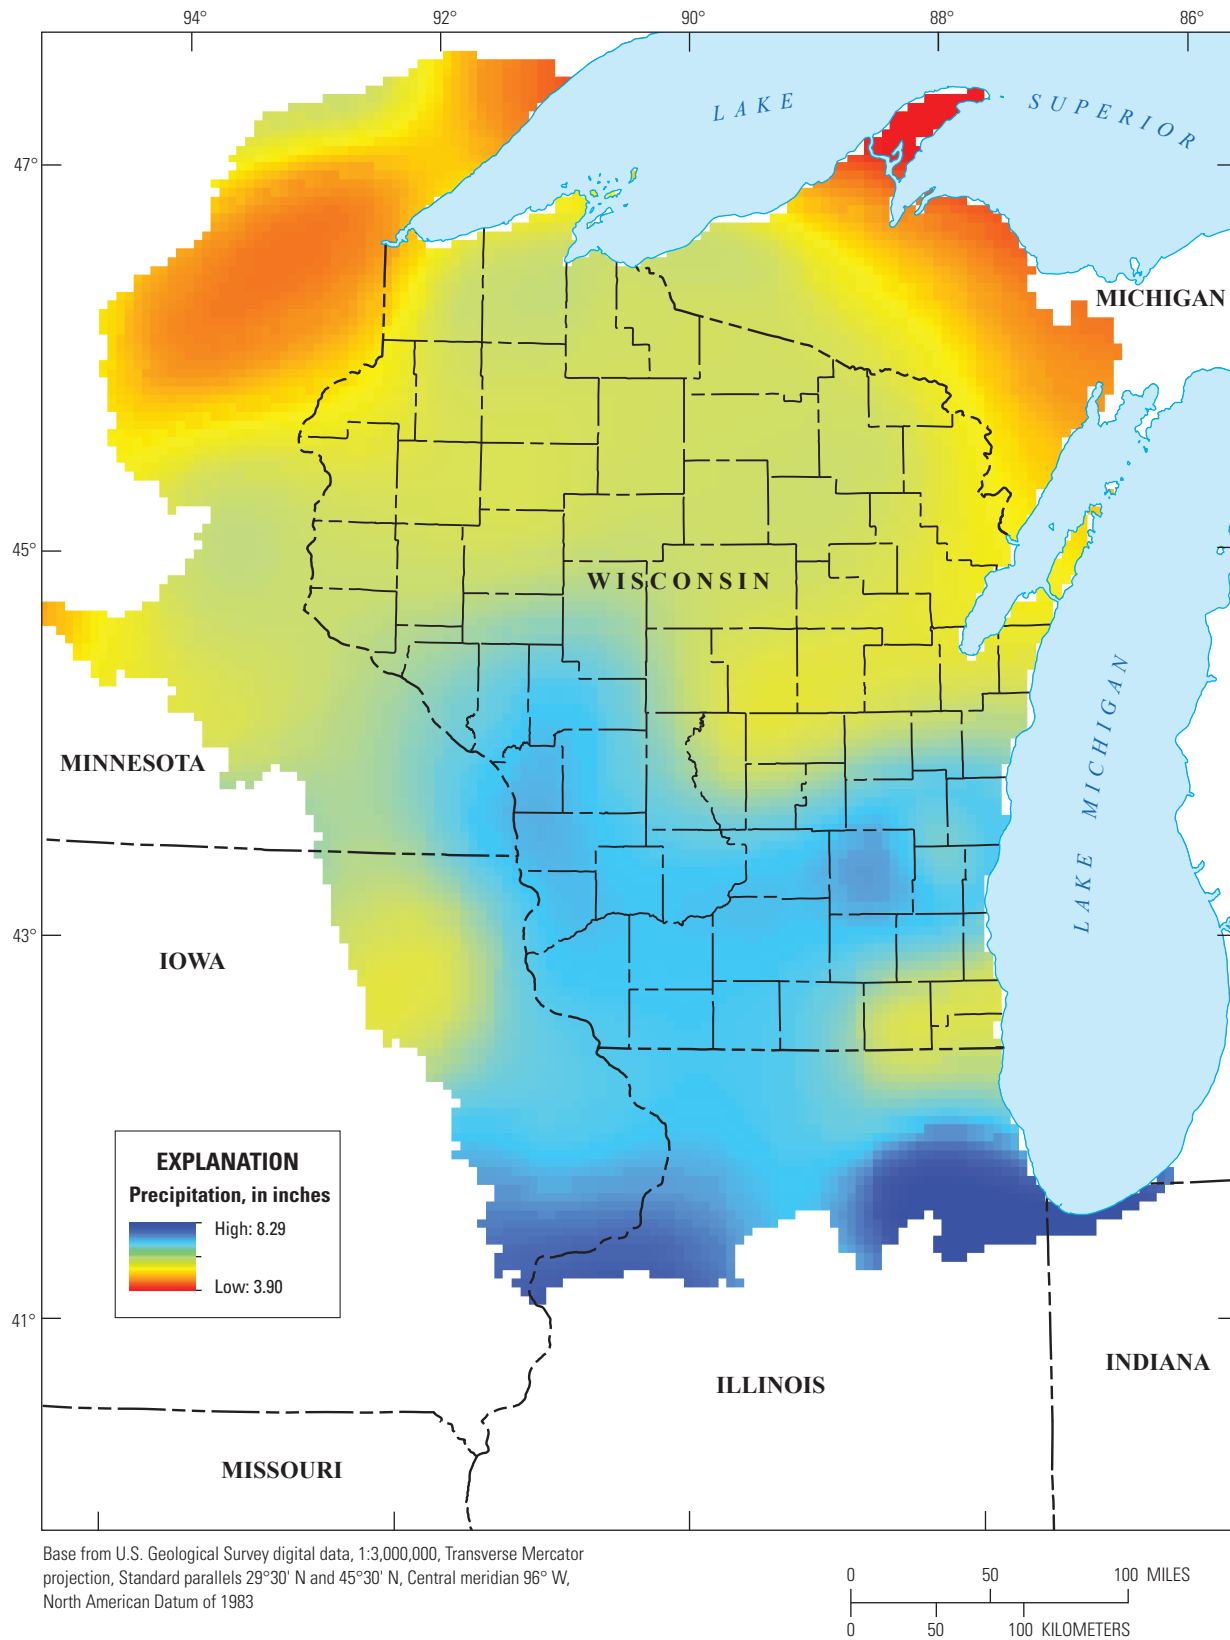 94° 92° 90° 88° 86°
LAKE SUPERIOR
47°
MICHIGAN
45°
WISCONSIN
MINNESOTA
LAKE MICHIGAN
43°
IOWA
EXPLANATION
Precipitation, in inches
High: 8.29
Low: 3.90
41°
INDIANA
ILLINOIS
MISSOURI
Base from U.S. Geological Survey digital data, 1:3,000,000, Transverse Mercator
projection, Standard parallels 29°30' N and 45°30' N, Central meridian 96° W,
North American Datum of 1983
0 50 100 MILES
0 50 100 KILOMETERS